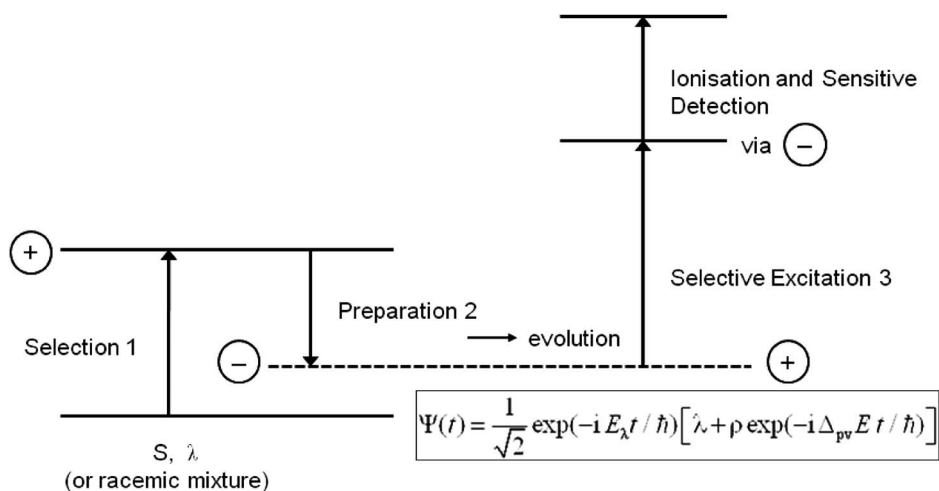 Ionisation and Sensitive
Detection
via −
+
Selective Excitation 3
Preparation 2
evolution
Selection 1
−
+
Ψ(t) = 1/√2 exp(−i E_λ t / ħ)[λ + ρ exp(−i Δ_pv E t / ħ)]
S, λ
(or racemic mixture)